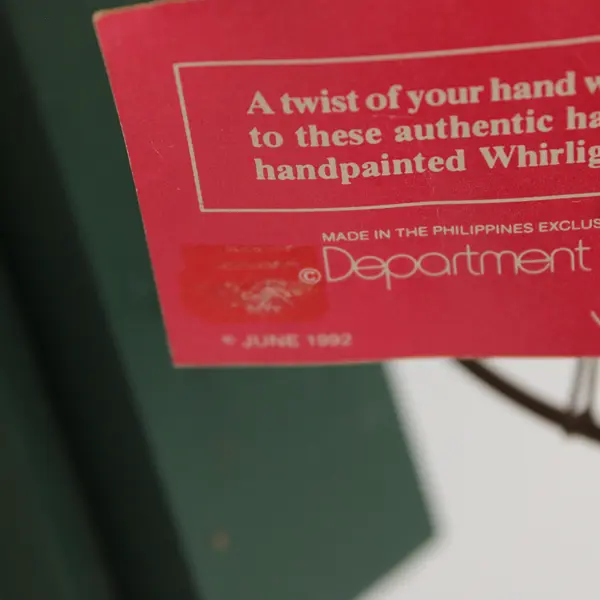 A twist of your hand w
to these authentic ha
handpainted Whirlig
MADE IN THE PHILIPPINES EXCLUS
© Department
© JUNE 1992